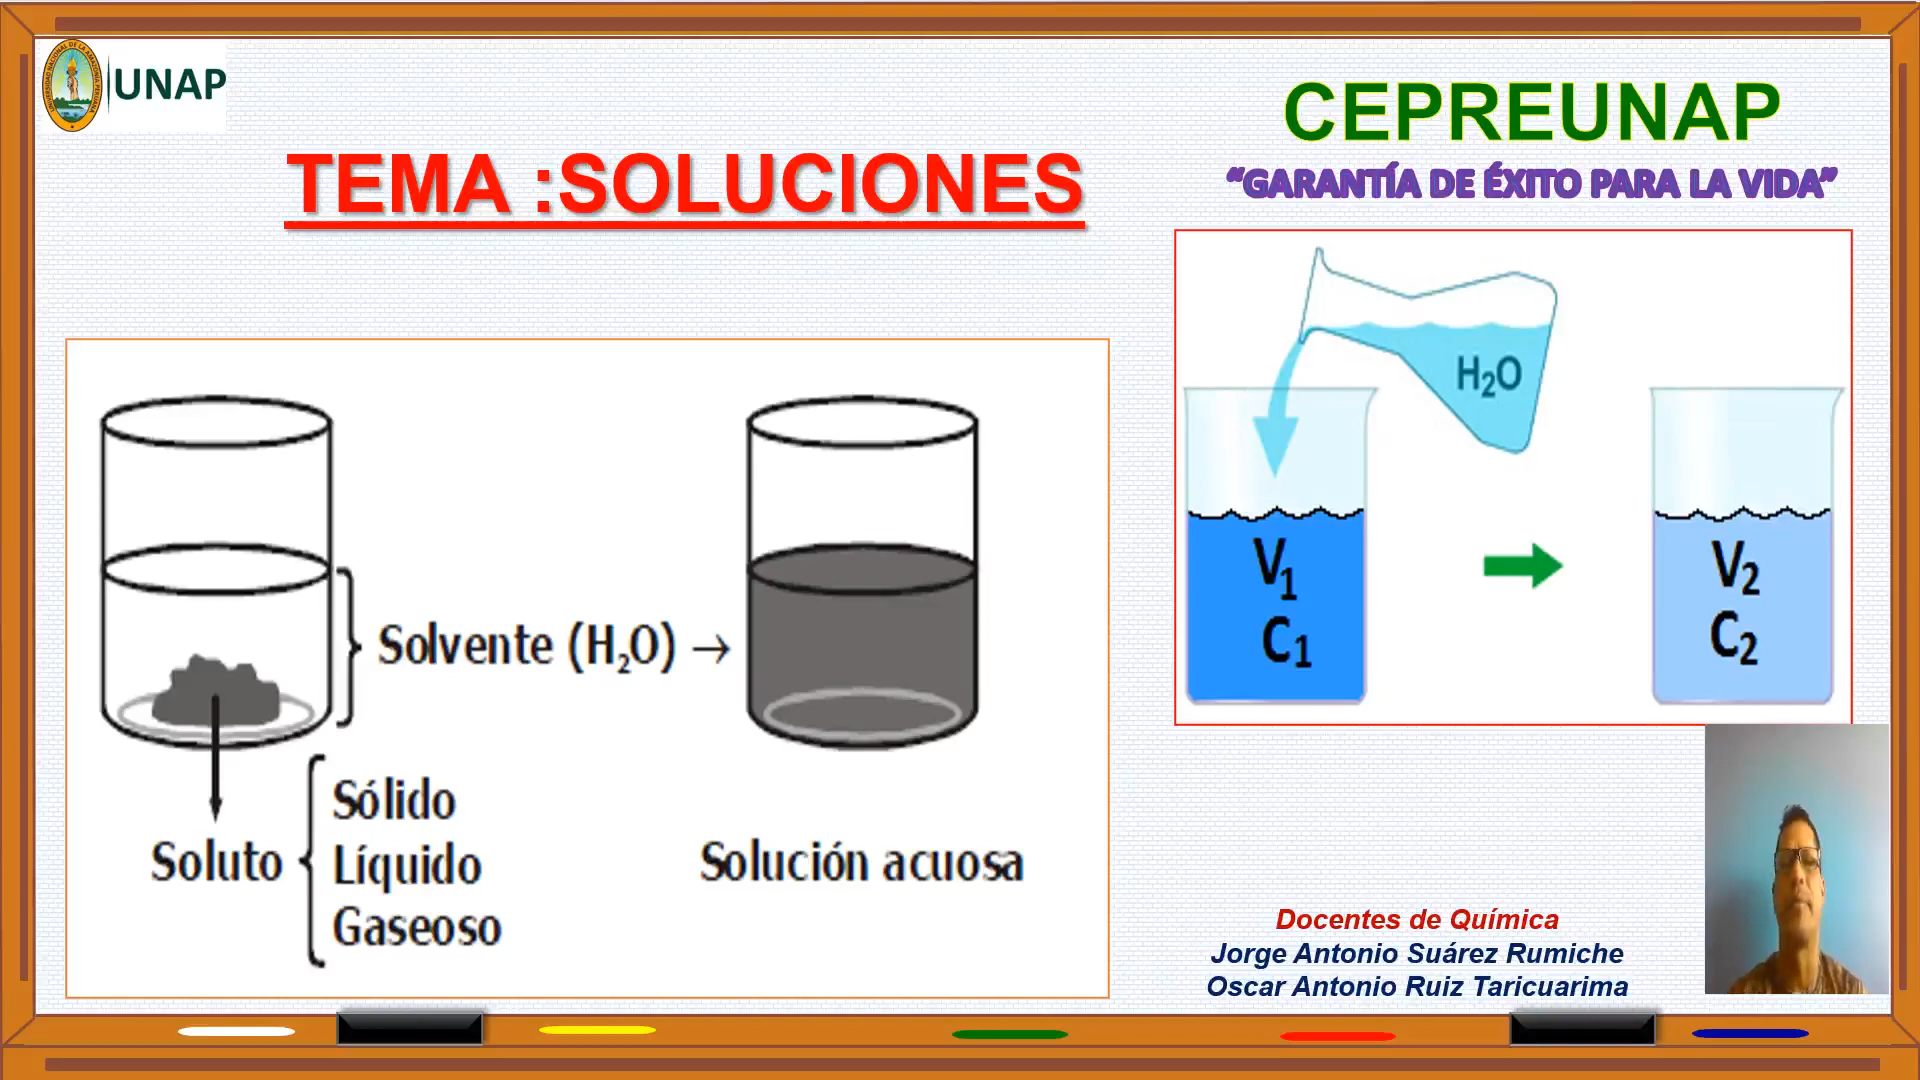 UNAP
CEPREUNAP
“GARANTÍA DE ÉXITO PARA LA VIDA”
TEMA :SOLUCIONES
Solvente (H₂O) →
Soluto
Sólido
Líquido
Gaseoso
Solución acuosa
H₂O
V₁
C₁
V₂
C₂
Docentes de Química
Jorge Antonio Suárez Rumiche
Oscar Antonio Ruiz Taricuarima